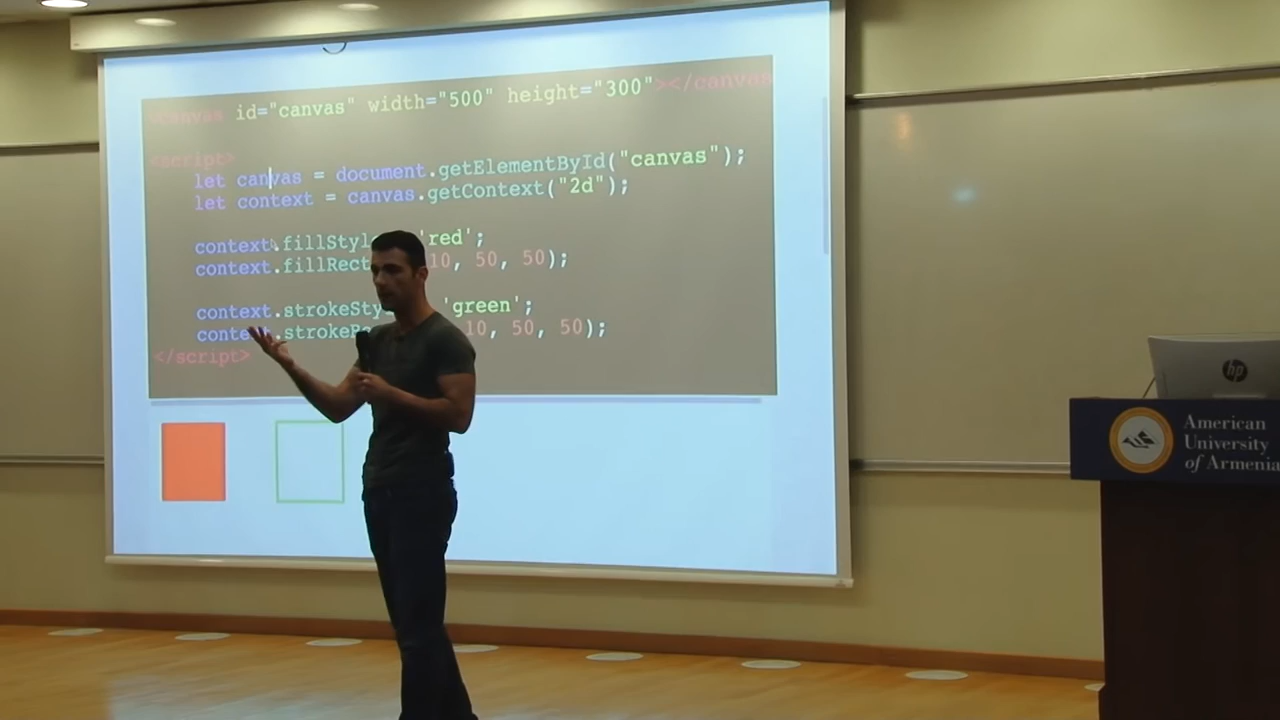 <canvas id="canvas" width="500" height="300"></canvas
<script>
let canvas = document.getElementById("canvas");
let context = canvas.getContext("2d");
context.fillStyl 'red';
context.fillRect 10, 50, 50);
context.strokeSty 'green';
conte .strokeR 10, 50, 50);
</script>
hp
American
University
of Armenia